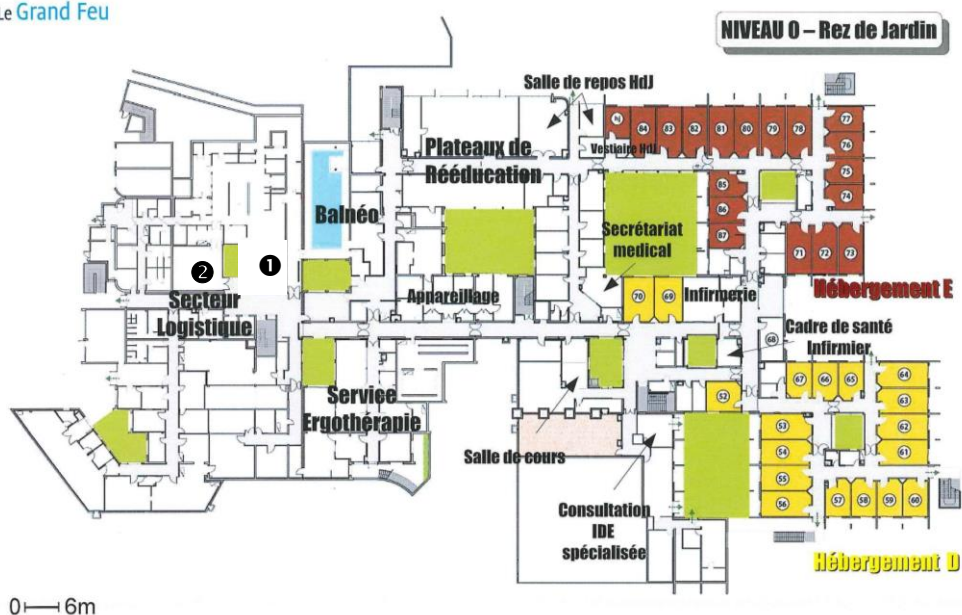 Le Grand Feu
NIVEAU 0 – Rez de Jardin
Salle de repos HdJ
Plateaux de
Rééducation
Vestiaire HdJ
84
83
82
81
80
79
78
77
76
75
74
85
86
87
71
72
73
Balnéo
Secrétariat
medical
❶
❷
Secteur
Logistique
Appareillage
70
69
Infirmerie
Hébergement E
Cadre de santé
Infirmier
68
67
66
65
64
63
62
61
52
53
54
55
56
57
58
59
60
Service
Ergothérapie
Salle de cours
Consultation
IDE
spécialisée
Hébergement D
0 6m